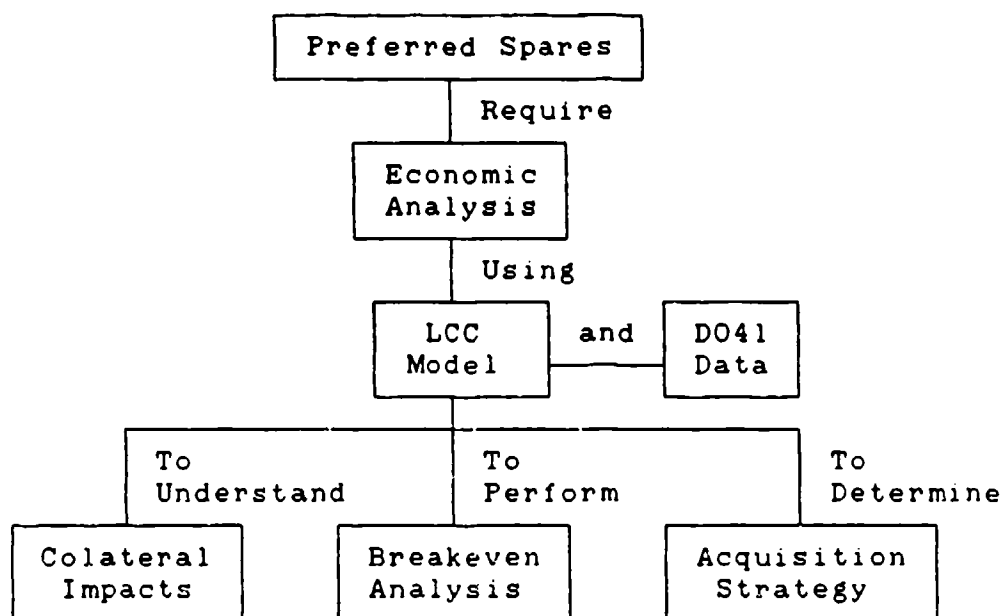 Preferred Spares
Require
Economic
Analysis
Using
LCC
Model
and
DO41
Data
To
Understand
To
Perform
To
Determine
Colateral
Impacts
Breakeven
Analysis
Acquisition
Strategy